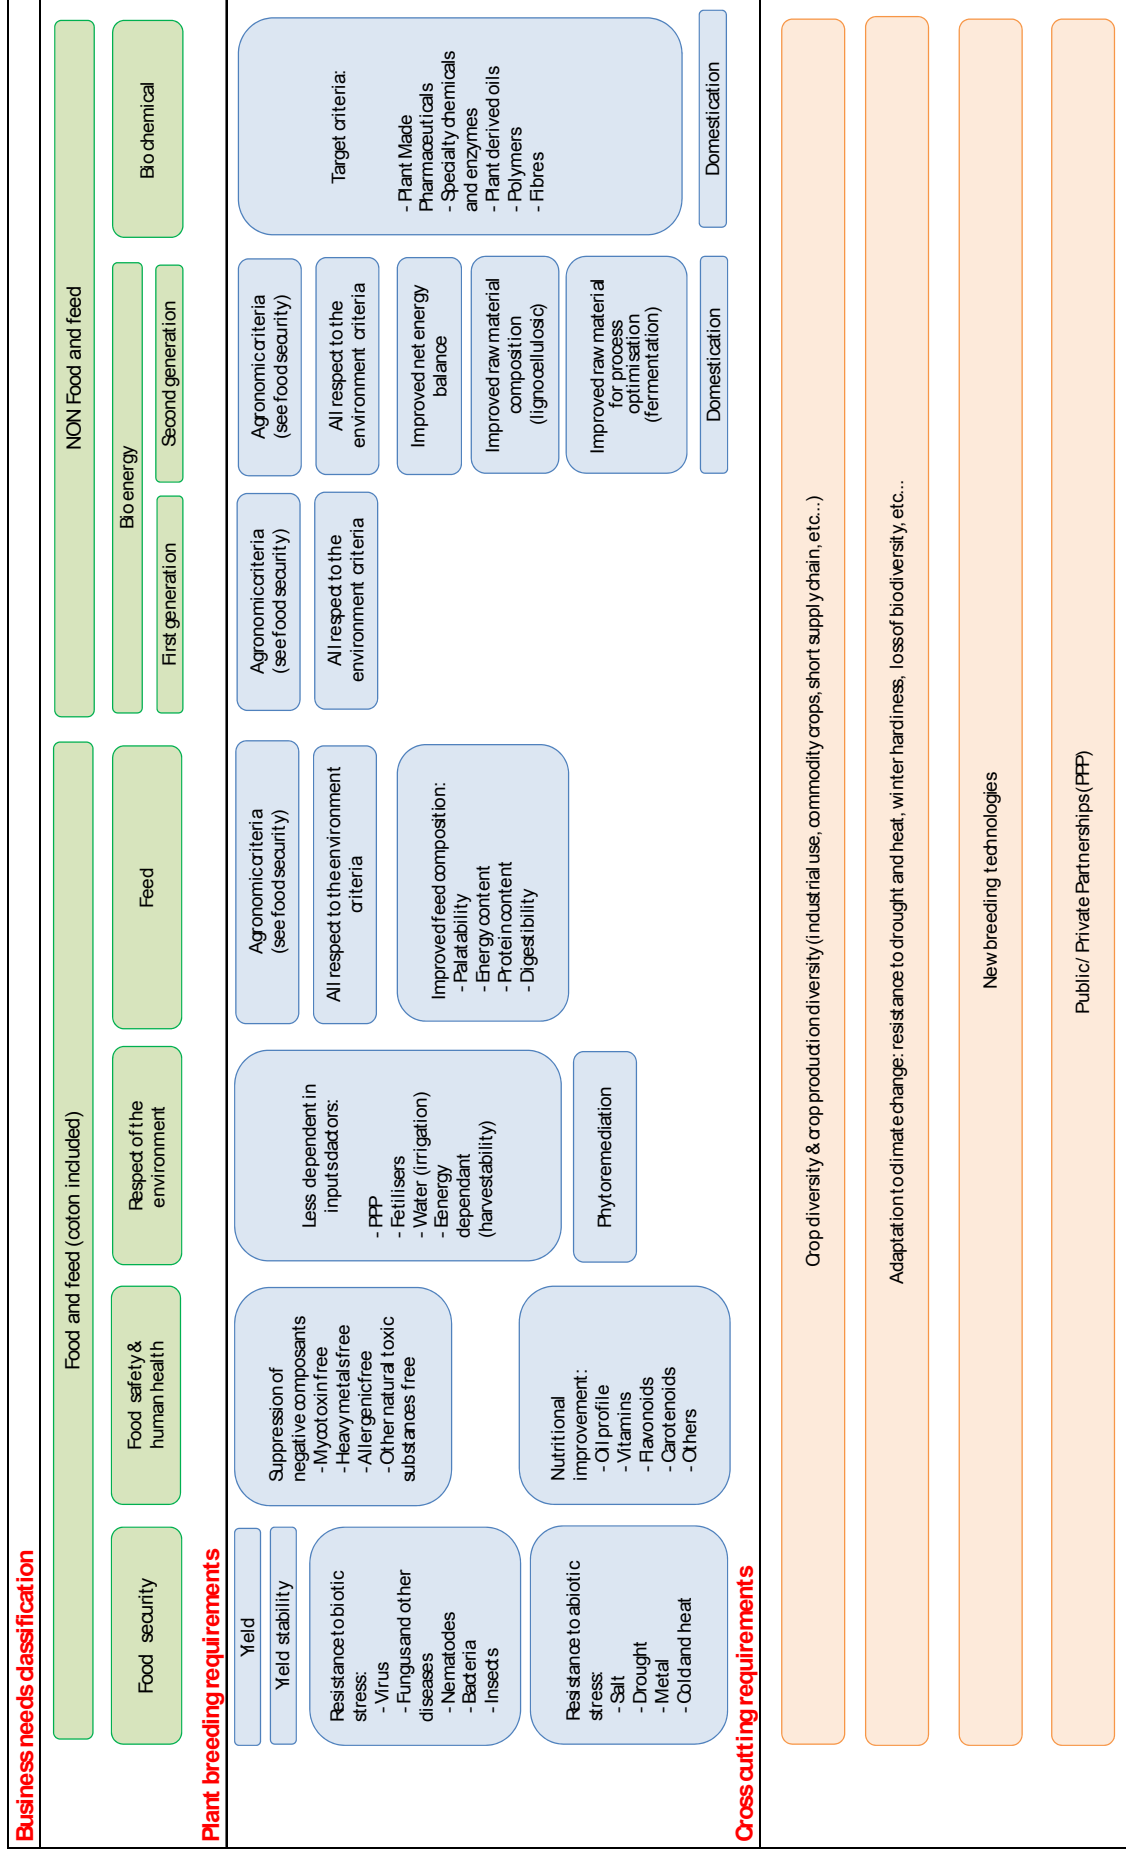 Business needs classification
Food and feed (coton included)
NON Food and feed
Food security
Food safety &
human health
Respect of the
environment
Feed
Bio energy
First generation
Second generation
Bio chemical
Plant breeding requirements
Yield
Yield stability
Resistance to biotic
stress:
- Virus
- Fungus and other
diseases
- Nematodes
- Bacteria
- Insects
Resistance to abiotic
stress:
- Salt
- Drought
- Metal
- Cold and heat
Suppression of
negative composants
- Mycotoxin free
- Heavy metals free
- Allergenic free
- Other natural toxic
substances free
Nutritional
improvement:
- Oil profile
- Vitamins
- Flavonoids
- Carotenoids
- Others
Less dependent in
inputsdactors:
- PPP
- Fetilisers
- Water (irrigation)
- Eenergy
dependant
(harvestability)
Phytoremediation
Agronomic criteria
(see food security)
All respect to the environment
criteria
Improved feed composition:
- Palatability
- Energy content
- Protein content
- Digestibility
Agronomic criteria
(see food security)
All respect to the
environment criteria
Agronomic criteria
(see food security)
All respect to the
environment criteria
Improved net energy
balance
Improved raw material
composition
(lignocellulosic)
Improved raw material
for process
optimisation
(fermentation)
Domestication
Target criteria:
- Plant Made
Pharmaceuticals
- Specialty chemicals
and enzymes
- Plant derived oils
- Polymers
- Fibres
Domestication
Cross cutting requirements
Crop diversity & crop production diversity (industrial use, commodity crops, short supply chain, etc...)
Adaptation to climate change: resistance to drought and heat, winter hardiness, loss of biodiversity, etc...
New breeding technologies
Public / Private Partnerships (PPP)